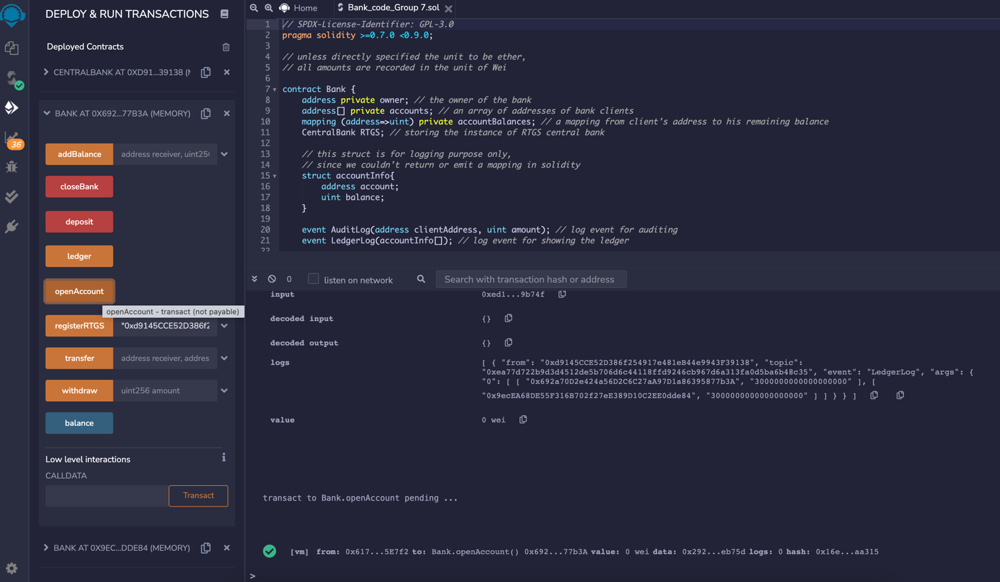 DEPLOY & RUN TRANSACTIONS
Deployed Contracts
CENTRALBANK AT 0XD91...39138 (M
BANK AT 0X692...77B3A (MEMORY)
36
addBalance
address receiver, uint25
closeBank
deposit
ledger
openAccount
openAccount - transact (not payable)
registerRTGS
"0xd9145CCE52D386f2
transfer
address receiver, addres
withdraw
uint256 amount
balance
Low level interactions
i
CALLDATA
Transact
BANK AT 0X9EC...DDE84 (MEMORY)
Home
Bank_code_Group 7.sol
1 // SPDX-License-Identifier: GPL-3.0
2 pragma solidity >=0.7.0 <0.9.0;
3
4 // unless directly specified the unit to be ether,
5 // all amounts are recorded in the unit of Wei
6
7 contract Bank {
8 address private owner; // the owner of the bank
9 address[] private accounts; // an array of addresses of bank clients
10 mapping (address=>uint) private accountBalances; // a mapping from client's address to his remaining balance
11 CentralBank RTGS; // storing the instance of RTGS central bank
12
13 // this struct is for logging purpose only,
14 // since we couldn't return or emit a mapping in solidity
15 struct accountInfo{
16 address account;
17 uint balance;
18 }
19
20 event AuditLog(address clientAddress, uint amount); // log event for auditing
21 event LedgerLog(accountInfo[]); // log event for showing the ledger
22
0
listen on network
Search with transaction hash or address
input 0xed1...9b74f
decoded input {}
decoded output {}
logs [ { "from": "0xd9145CCE52D386f254917e481eB44e9943F39138", "topic":
"0xea77d722b9d3d4512de5b706d6c44118ffd9246cb967d6a313fa0d5ba6b48c35", "event": "LedgerLog", "args": {
"0": [ [ "0x692a70D2e424a56D2C6C27aA97D1a86395877b3A", "3000000000000000000" ], [
"0x9ecEA68DE55F316B702f27eE389D10C2EE0dde84", "3000000000000000000" ] ] } } ]
value 0 wei
transact to Bank.openAccount pending ...
[vm] from: 0x617...5E7f2 to: Bank.openAccount() 0x692...77b3A value: 0 wei data: 0x292...eb75d logs: 0 hash: 0x16e...aa315
>